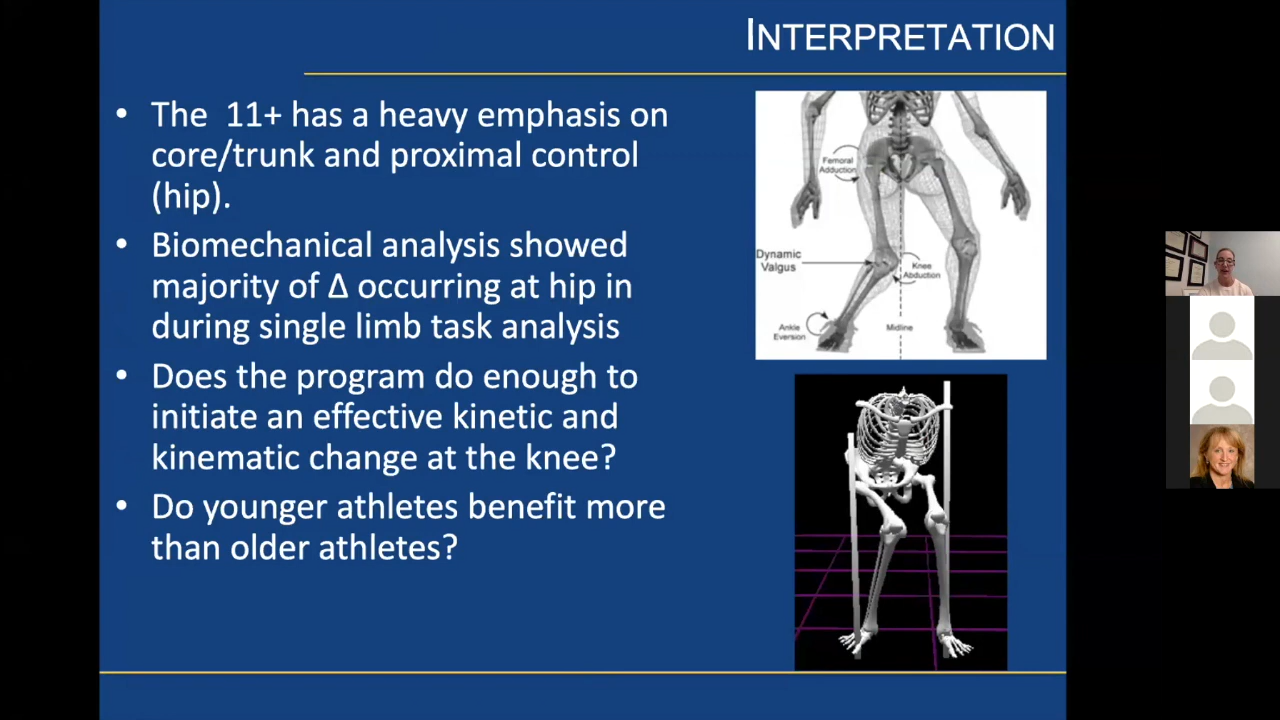 INTERPRETATION
• The 11+ has a heavy emphasis on
core/trunk and proximal control
(hip).
• Biomechanical analysis showed
majority of Δ occurring at hip in
during single limb task analysis
• Does the program do enough to
initiate an effective kinetic and
kinematic change at the knee?
• Do younger athletes benefit more
than older athletes?
Femoral
Adduction
Dynamic
Valgus
Knee
Abduction
Ankle
Eversion
Midline